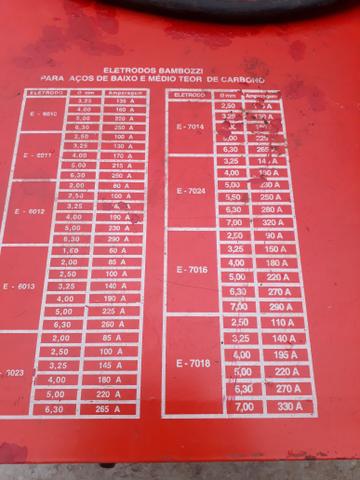 ELETRODOS BAMBOZZI
PARA AÇOS DE BAIXO E MÉDIO TEOR DE CARBONO
ELETRODO Ø mm Amperagem
E - 6010
3,25 135 A
4,00 160 A
5,00 A
6,30 250 A
E - 6011
2,50 100 A
3,25 130 A
4,00 170 A
5,00 215 A
6,30 260 A
E - 6012
2,00 80 A
2,50 100 A
3,25 A
4,00 190 A
5,00 230 A
6,30 290 A
E - 6013
1,60 60 A
2,00 85 A
2,50 100 A
3,25 140 A
4,00 190 A
5,00 225 A
6,30 260 A
6023
2,00 85 A
2,50 100 A
3,25 145 A
4,00 180 A
5,00 220 A
6,30 265 A
ELETRODO Ø mm Amperagem
E - 7014
2,50 A
3,25 A
A
5,00 A
6,30 265
E - 7024
3,25 A
4,00 A
5,00 230 A
5,50 250 A
6,30 280 A
7,00 320 A
E - 7016
2,50 90 A
3,25 150 A
4,00 180 A
5,00 220 A
6,30 270 A
7,00 290 A
E - 7018
2,50 110 A
3,25 140 A
4,00 195 A
5,00 220 A
6,30 270 A
7,00 330 A